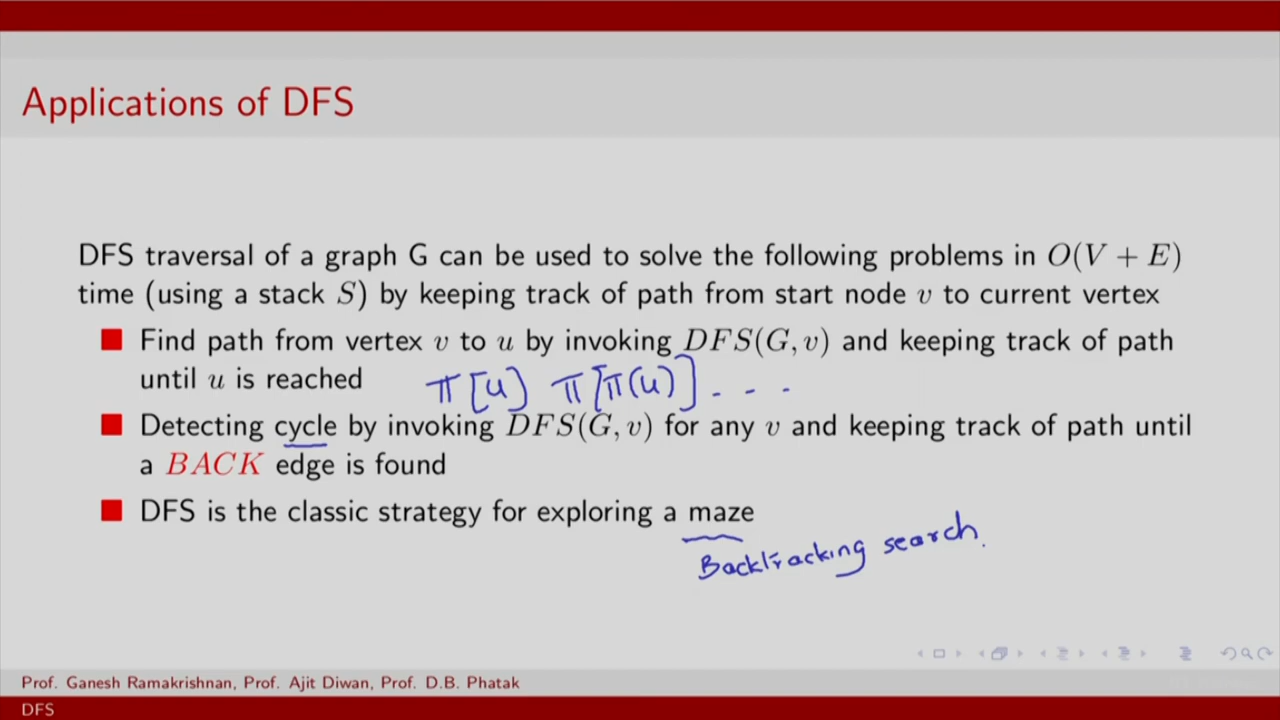 Applications of DFS
DFS traversal of a graph G can be used to solve the following problems in O(V + E)
time (using a stack S) by keeping track of path from start node v to current vertex
Find path from vertex v to u by invoking DFS(G, v) and keeping track of path
until u is reached
π[u] π[π(u)] . - - .
Detecting cycle by invoking DFS(G, v) for any v and keeping track of path until
a BACK edge is found
DFS is the classic strategy for exploring a maze
Backtracking search.
Prof. Ganesh Ramakrishnan, Prof. Ajit Diwan, Prof. D.B. Phatak
DFS